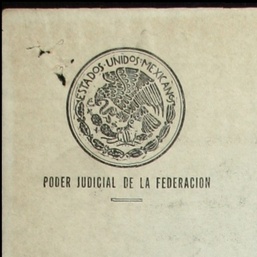 ESTADOS UNIDOS MEXICANOS
PODER JUDICIAL DE LA FEDERACION